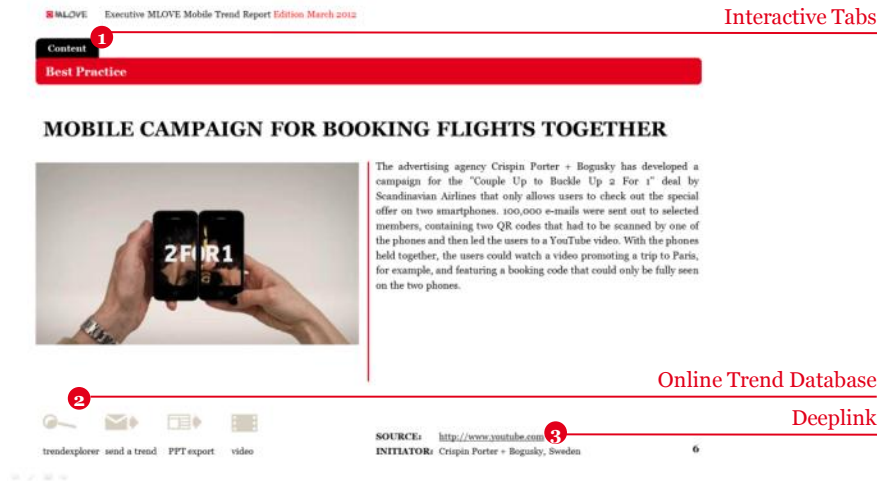 MLOVE Executive MLOVE Mobile Trend Report Edition March 2012
Interactive Tabs
1
Content
Best Practice
MOBILE CAMPAIGN FOR BOOKING FLIGHTS TOGETHER
The advertising agency Crispin Porter + Bogusky has developed a
campaign for the "Couple Up to Buckle Up 2 For 1" deal by
Scandinavian Airlines that only allows users to check out the special
offer on two smartphones. 100,000 e-mails were sent out to selected
members, containing two QR codes that had to be scanned by one of
the phones and then led the users to a YouTube video. With the phones
held together, the users could watch a video promoting a trip to Paris,
for example, and featuring a booking code that could only be fully seen
on the two phones.
2 FOR 1
Online Trend Database
2
Deeplink
trendexplorer send a trend PPT export video
SOURCE: http://www.youtube.com
3
INITIATOR: Crispin Porter + Bogusky, Sweden
6